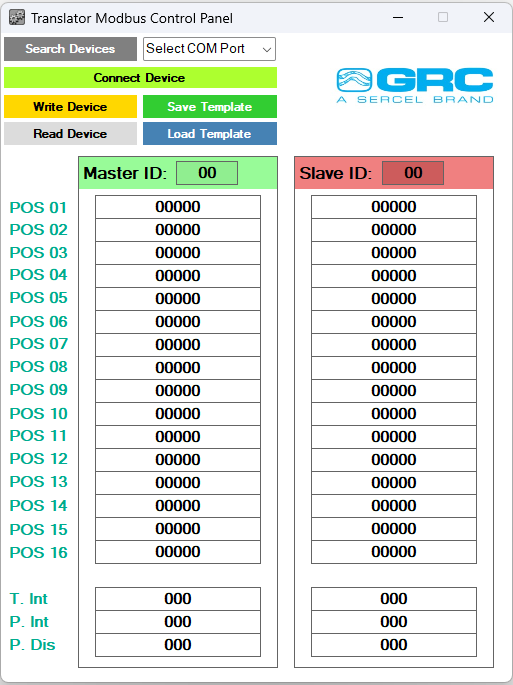 Translator Modbus Control Panel
Search Devices Select COM Port
Connect Device
Write Device Save Template
Read Device Load Template
GRC
A SERCEL BRAND
Master ID: 00 Slave ID: 00
POS 01 00000 00000
POS 02 00000 00000
POS 03 00000 00000
POS 04 00000 00000
POS 05 00000 00000
POS 06 00000 00000
POS 07 00000 00000
POS 08 00000 00000
POS 09 00000 00000
POS 10 00000 00000
POS 11 00000 00000
POS 12 00000 00000
POS 13 00000 00000
POS 14 00000 00000
POS 15 00000 00000
POS 16 00000 00000
T. Int 000 000
P. Int 000 000
P. Dis 000 000